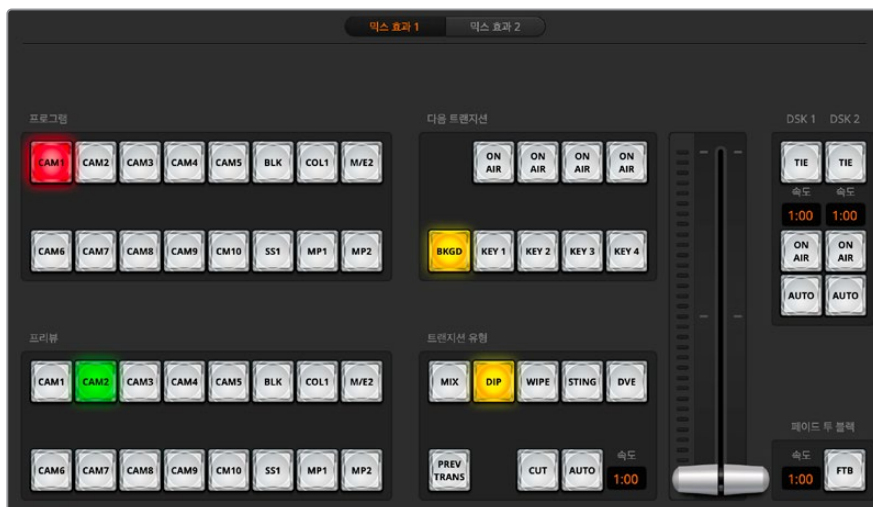 믹스 효과 1 믹스 효과 2
프로그램
CAM1 CAM2 CAM3 CAM4 CAM5 BLK COL1 M/E2
CAM6 CAM7 CAM8 CAM9 CM10 SS1 MP1 MP2
다음 트랜지션
ON AIR ON AIR ON AIR ON AIR
BKGD KEY 1 KEY 2 KEY 3 KEY 4
DSK 1 DSK 2
TIE TIE
속도 속도
1:00 1:00
ON AIR ON AIR
AUTO AUTO
프리뷰
CAM1 CAM2 CAM3 CAM4 CAM5 BLK COL1 M/E2
CAM6 CAM7 CAM8 CAM9 CM10 SS1 MP1 MP2
트랜지션 유형
MIX DIP WIPE STING DVE
PREV TRANS CUT AUTO 속도 1:00
페이드 투 블랙
속도
1:00 FTB